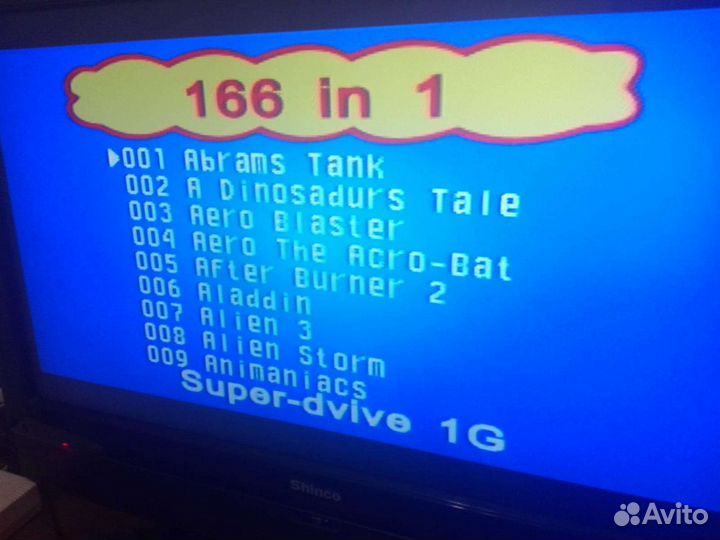 166 in 1
001 Abrams Tank
002 A Dinosadurs Tale
003 Aero Blaster
004 Aero The Acro-Bat
005 After Burner 2
006 Aladdin
007 Alien 3
008 Alien Storm
009 Animaniacs
Super-dvive 1G
Shinco
Avito